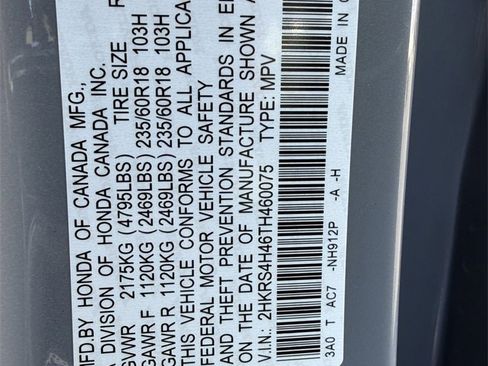 MFD.BY HONDA OF CANADA MFG.,
A DIVISION OF HONDA CANADA INC.
GVWR 2175KG (4795LBS) TIRE SIZE R
GAWR F 1120KG (2469LBS) 235/60R18 103H
GAWR R 1120KG (2469LBS) 235/60R18 103H
THIS VEHICLE CONFORMS TO ALL APPLICA
FEDERAL MOTOR VEHICLE SAFETY
AND THEFT PREVENTION STANDARDS IN E
ON THE DATE OF MANUFACTURE SHOWN A
V.I.N: 2HKRS4H46TH460075 TYPE: MPV
3A0 T AC7 -NH912P -A -H
MADE IN C